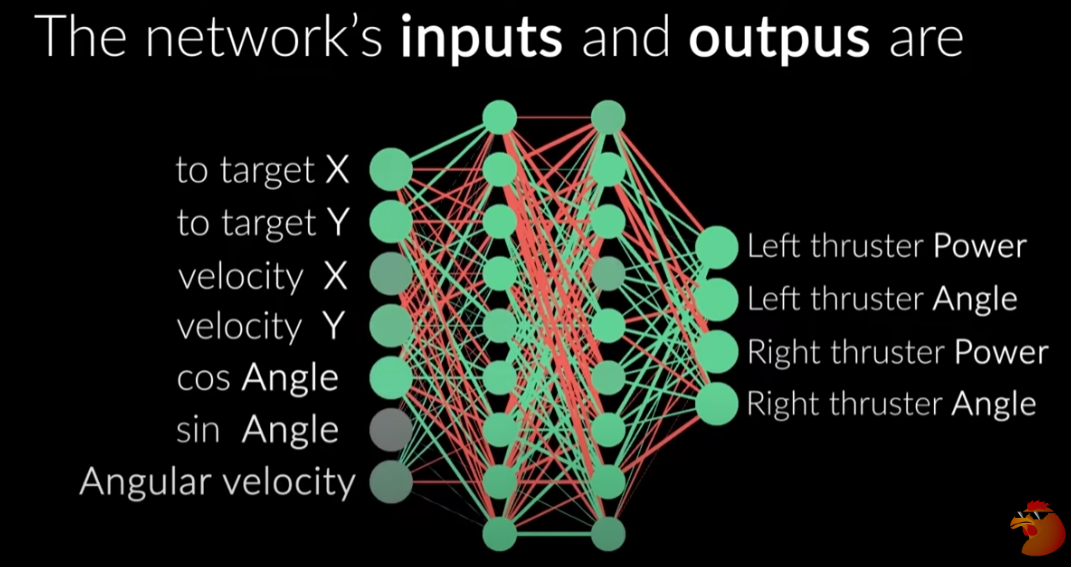 The network's inputs and outpus are
to target X
to target Y
velocity X
velocity Y
cos Angle
sin Angle
Angular velocity
Left thruster Power
Left thruster Angle
Right thruster Power
Right thruster Angle